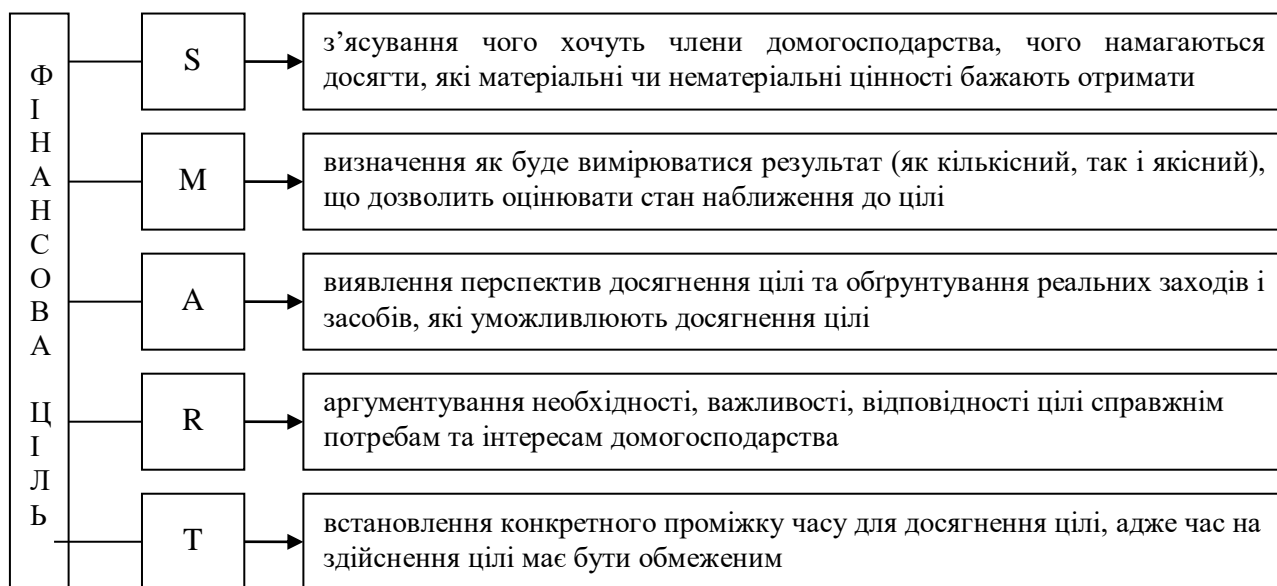 ФІНАНСОВА ЦІЛЬ
S
з’ясування чого хочуть члени домогосподарства, чого намагаються
досягти, які матеріальні чи нематеріальні цінності бажають отримати
M
визначення як буде вимірюватися результат (як кількісний, так і якісний),
що дозволить оцінювати стан наближення до цілі
A
виявлення перспектив досягнення цілі та обґрунтування реальних заходів і
засобів, які уможливлюють досягнення цілі
R
аргументування необхідності, важливості, відповідності цілі справжнім
потребам та інтересам домогосподарства
T
встановлення конкретного проміжку часу для досягнення цілі, адже час на
здійснення цілі має бути обмеженим